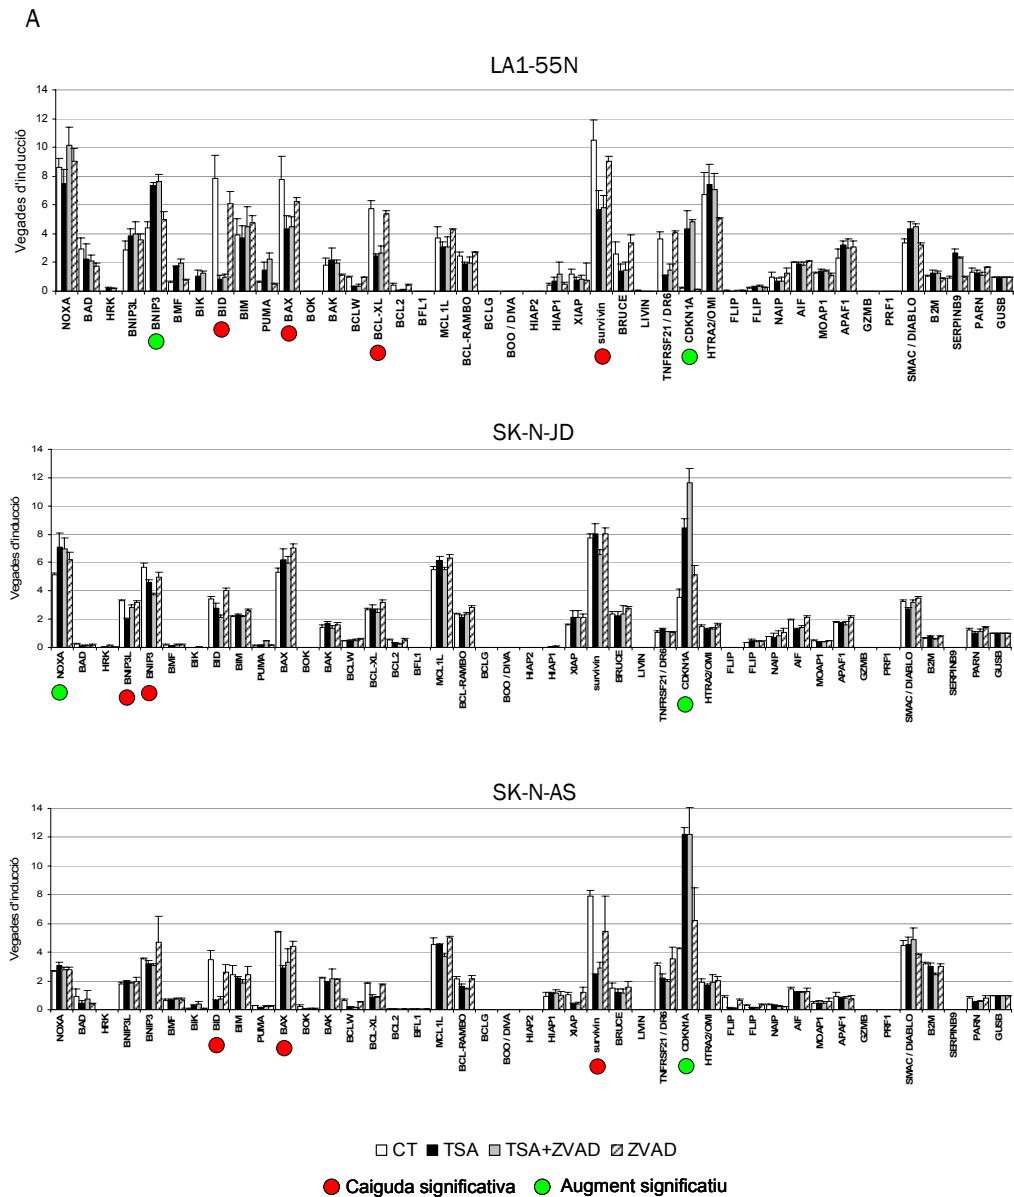 A
LA1-55N
Vegades d'inducció
14
12
10
8
6
4
2
0
NOXA BAD HRK BNIP3L BNIP3 BMF BIK BID BIM PUMA BAX BOK BAK BCLW BCL-XL BCL2 BFL1 MCL1L BCL-RAMBO BCLG BOO / DIVA HIAP2 HIAP1 XIAP survivin BRUCE LIVIN TNFRSF21 / DR6 CDKN1A HTRA2/OMI FLIP FLIP NAIP AIF MOAP1 APAF1 GZMB PRF1 SMAC / DIABLO B2M SERPINB9 PARN GUSB
SK-N-JD
Vegades d'inducció
14
12
10
8
6
4
2
0
NOXA BAD HRK BNIP3L BNIP3 BMF BIK BID BIM PUMA BAX BOK BAK BCLW BCL-XL BCL2 BFL1 MCL1L BCL-RAMBO BCLG BOO / DIVA HIAP2 HIAP1 XIAP survivin BRUCE LIVIN TNFRSF21 / DR6 CDKN1A HTRA2/OMI FLIP FLIP NAIP AIF MOAP1 APAF1 GZMB PRF1 SMAC / DIABLO B2M SERPINB9 PARN GUSB
SK-N-AS
Vegades d'inducció
14
12
10
8
6
4
2
0
NOXA BAD HRK BNIP3L BNIP3 BMF BIK BID BIM PUMA BAX BOK BAK BCLW BCL-XL BCL2 BFL1 MCL1L BCL-RAMBO BCLG BOO / DIVA HIAP2 HIAP1 XIAP survivin BRUCE LIVIN TNFRSF21 / DR6 CDKN1A HTRA2/OMI FLIP FLIP NAIP AIF MOAP1 APAF1 GZMB PRF1 SMAC / DIABLO B2M SERPINB9 PARN GUSB
CT TSA TSA+ZVAD ZVAD
Caiguda significativa Augment significatiu